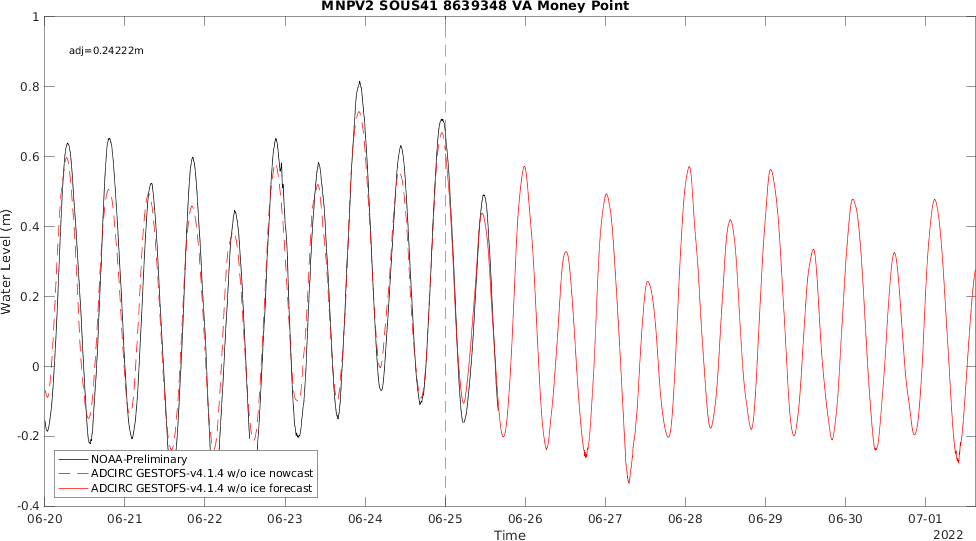 MNPV2 SOUS41 8639348 VA Money Point
adj=0.24222m
1
0.8
0.6
0.4
0.2
0
-0.2
-0.4
Water Level (m)
NOAA-Preliminary
ADCIRC GESTOFS-v4.1.4 w/o ice nowcast
ADCIRC GESTOFS-v4.1.4 w/o ice forecast
06-20 06-21 06-22 06-23 06-24 06-25 06-26 06-27 06-28 06-29 06-30 07-01
Time
2022